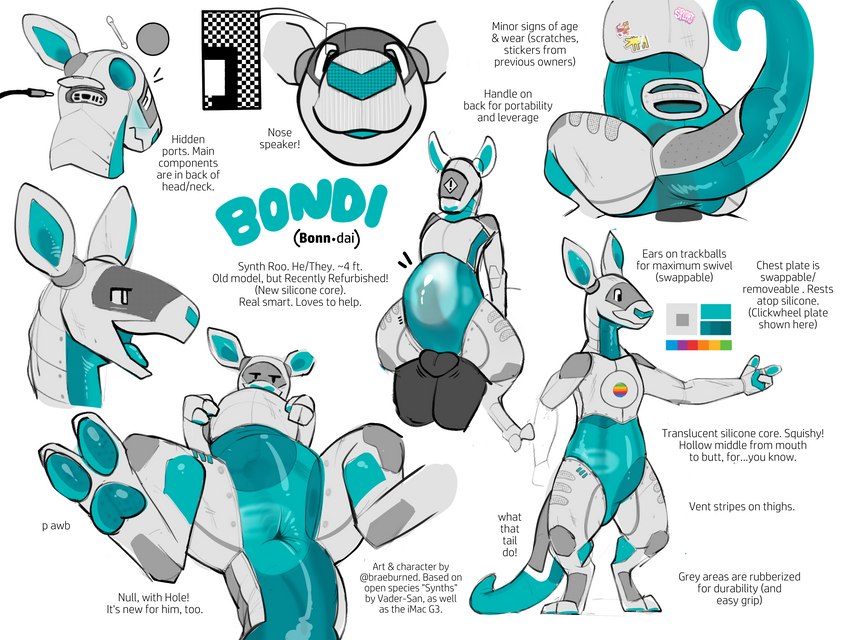 Minor signs of age
& wear (scratches,
stickers from
previous owners)
Handle on
back for portability
and leverage
Hidden
ports. Main
components
are in back of
head/neck.
Nose
speaker!
BONDI
(Bonn•dai)
Synth Roo. He/They. ~4 ft.
Old model, but Recently Refurbished!
(New silicone core).
Real smart. Loves to help.
Ears on trackballs
for maximum swivel
(swappable)
Chest plate is
swappable/
removeable . Rests
atop silicone.
(Clickwheel plate
shown here)
Translucent silicone core. Squishy!
Hollow middle from mouth
to butt, for...you know.
Vent stripes on thighs.
what
that
tail
do!
Grey areas are rubberized
for durability (and
easy grip)
p awb
Null, with Hole!
It's new for him, too.
Art & character by
@braeburned. Based on
open species "Synths"
by Vader-San, as well
as the iMac G3.